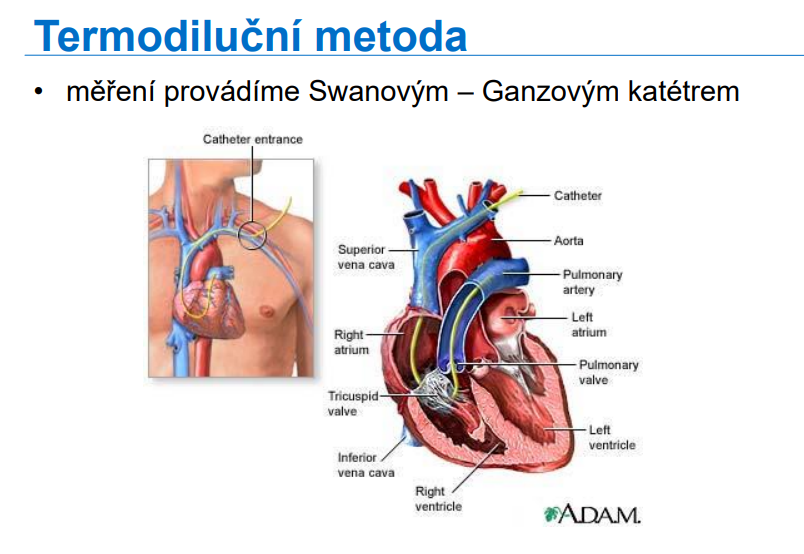 Termodiluční metoda
• měření provádíme Swanovým – Ganzovým katétrem
Catheter entrance
Catheter
Aorta
Superior
vena cava
Pulmonary
artery
Left
atrium
Right
atrium
Pulmonary
valve
Tricuspid
valve
Left
ventricle
Inferior
vena cava
Right
ventricle
A.D.A.M.